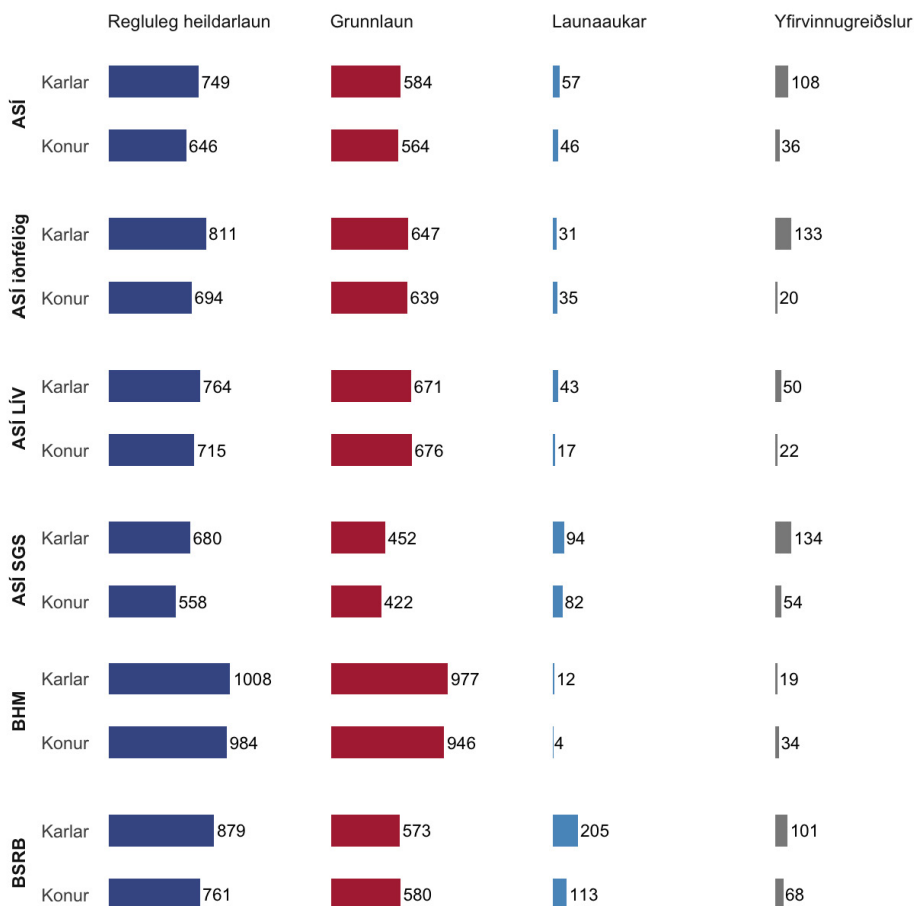 Regluleg heildarlaun Grunnlaun Launaaukar Yfirvinnugreiðslur
ASÍ
Karlar 749 584 57 108
Konur 646 564 46 36
ASÍ iðnfélög
Karlar 811 647 31 133
Konur 694 639 35 20
ASÍ LÍV
Karlar 764 671 43 50
Konur 715 676 17 22
ASÍ SGS
Karlar 680 452 94 134
Konur 558 422 82 54
BHM
Karlar 1008 977 12 19
Konur 984 946 4 34
BSRB
Karlar 879 573 205 101
Konur 761 580 113 68